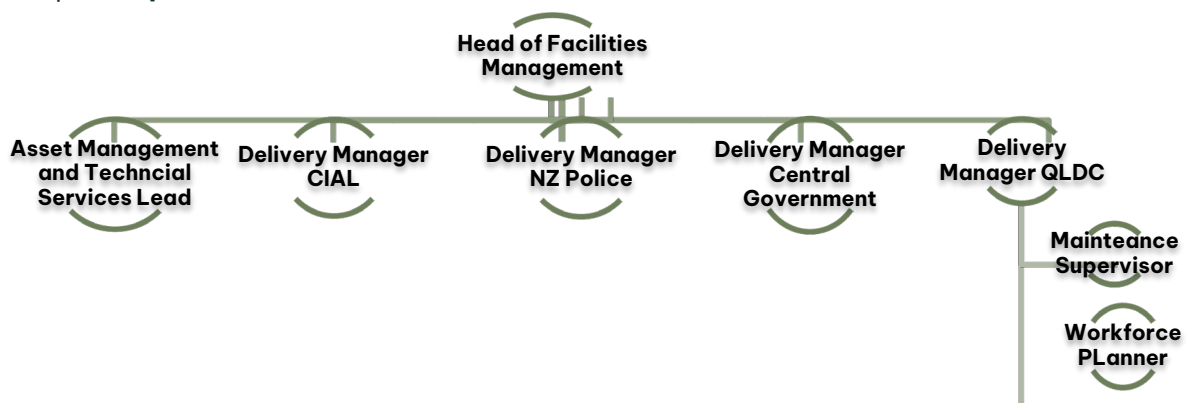 Head of Facilities
Management
Asset Management
and Techncial
Services Lead
Delivery Manager
CIAL
Delivery Manager
NZ Police
Delivery Manager
Central
Government
Delivery
Manager QLDC
Mainteance
Supervisor
Workforce
PLanner